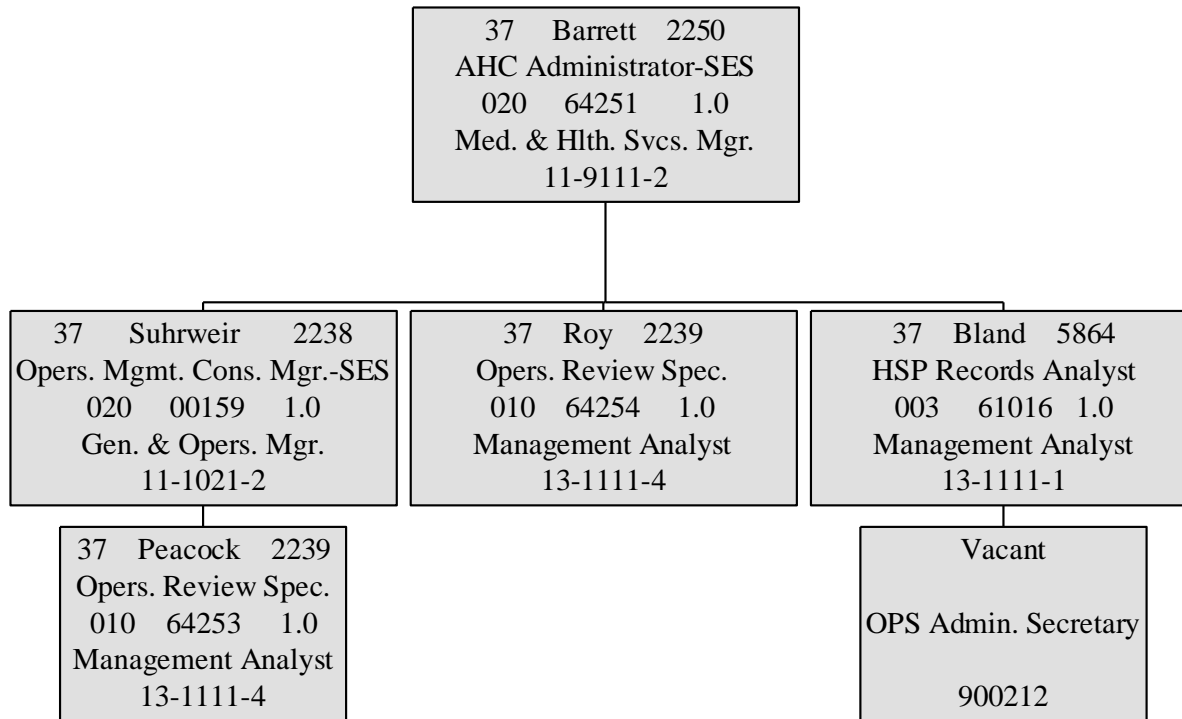 37 Barrett 2250
AHC Administrator-SES
020 64251 1.0
Med. & Hlth. Svcs. Mgr.
11-9111-2
37 Suhrweir 2238
Opers. Mgmt. Cons. Mgr.-SES
020 00159 1.0
Gen. & Opers. Mgr.
11-1021-2
37 Roy 2239
Opers. Review Spec.
010 64254 1.0
Management Analyst
13-1111-4
37 Bland 5864
HSP Records Analyst
003 61016 1.0
Management Analyst
13-1111-1
37 Peacock 2239
Opers. Review Spec.
010 64253 1.0
Management Analyst
13-1111-4
Vacant
OPS Admin. Secretary
900212